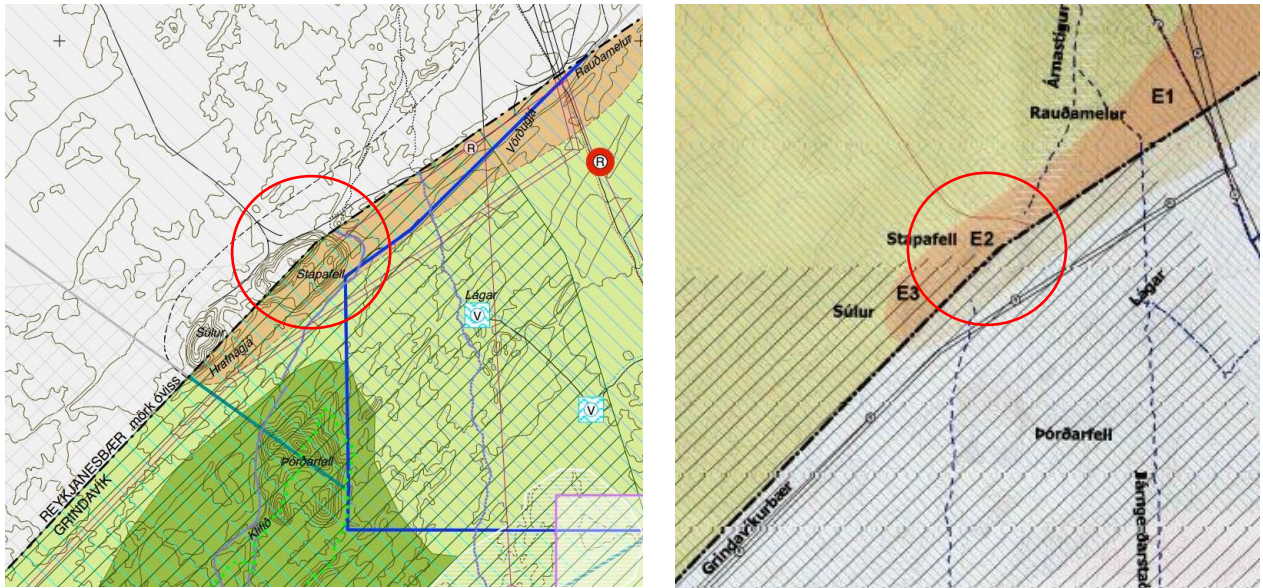 Rauðamelur
Vörðugjá
R
R
Stapafell
Lágar
V
Súlur
Hrafnagjá
V
REYKJANESBÆR mörk óviss
GRINDAVÍK
Þórðarfell
Klifið
Árnastígur
E1
Rauðamelur
Stapafell
E2
E3
Súlur
Lágar
Þórðarfell
Grindavíkurbær